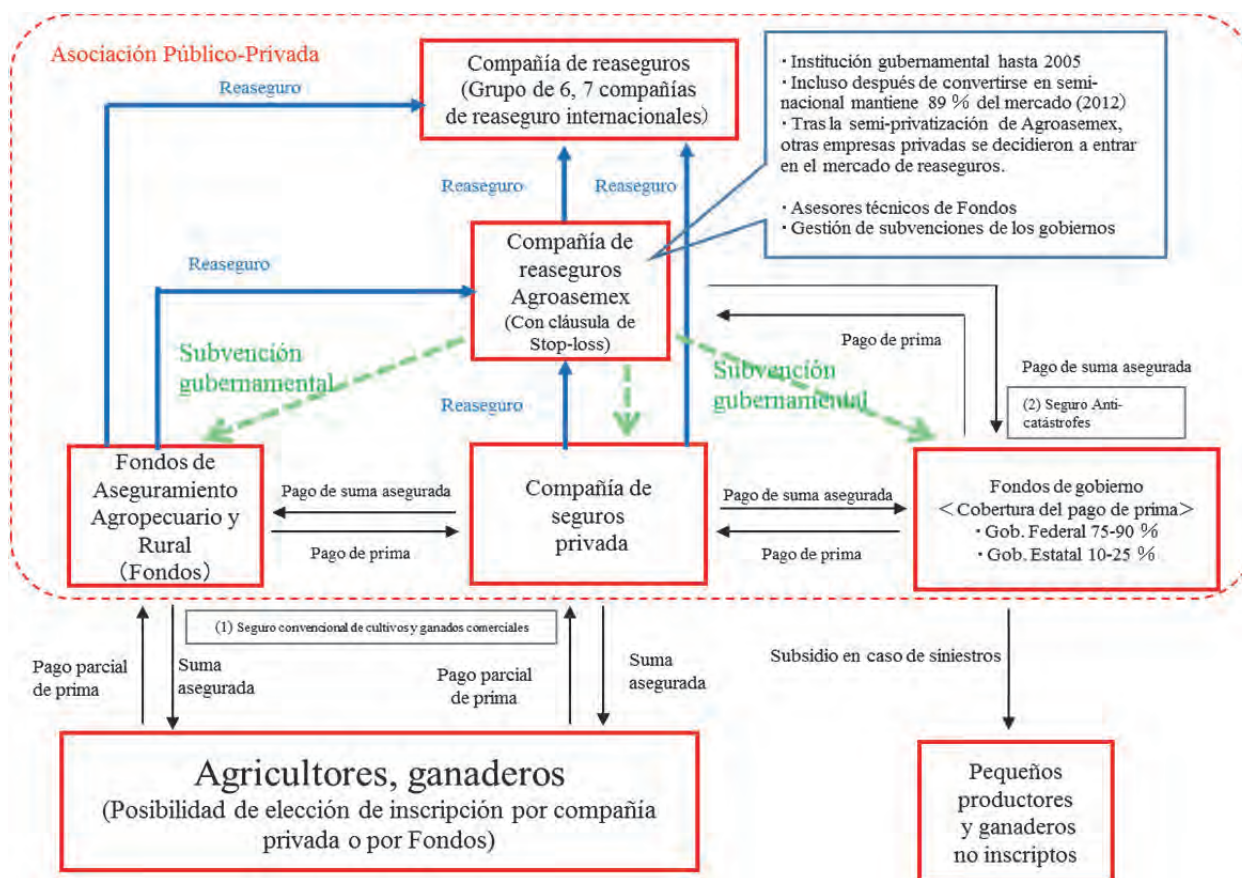 Asociación Público-Privada
Compañía de reaseguros
(Grupo de 6, 7 compañías
de reaseguro internacionales)
・Institución gubernamental hasta 2005
・Incluso después de convertirse en semi-
nacional mantiene 89 % del mercado (2012)
・Tras la semi-privatización de Agroasemex,
otras empresas privadas se decidieron a entrar
en el mercado de reaseguros.
・Asesores técnicos de Fondos
・Gestión de subvenciones de los gobiernos
Reaseguro
Reaseguro
Reaseguro
Reaseguro
Compañía de
reaseguros
Agroasemex
(Con cláusula de
Stop-loss)
Subvención
gubernamental
Subvención
gubernamental
Reaseguro
Pago de prima
Pago de suma asegurada
(2) Seguro Anti-
catástrofes
Fondos de
Aseguramiento
Agropecuario y
Rural
(Fondos)
Pago de suma asegurada
Pago de prima
Compañía de
seguros
privada
Pago de suma asegurada
Pago de prima
Fondos de gobierno
＜Cobertura del pago de prima＞
・Gob. Federal 75-90 %
・Gob. Estatal 10-25 %
(1) Seguro convencional de cultivos y ganados comerciales
Pago parcial
de prima
Suma
asegurada
Pago parcial
de prima
Suma
asegurada
Subsidio en caso de siniestros
Agricultores, ganaderos
(Posibilidad de elección de inscripción por compañía
privada o por Fondos)
Pequeños
productores
y ganaderos
no inscriptos